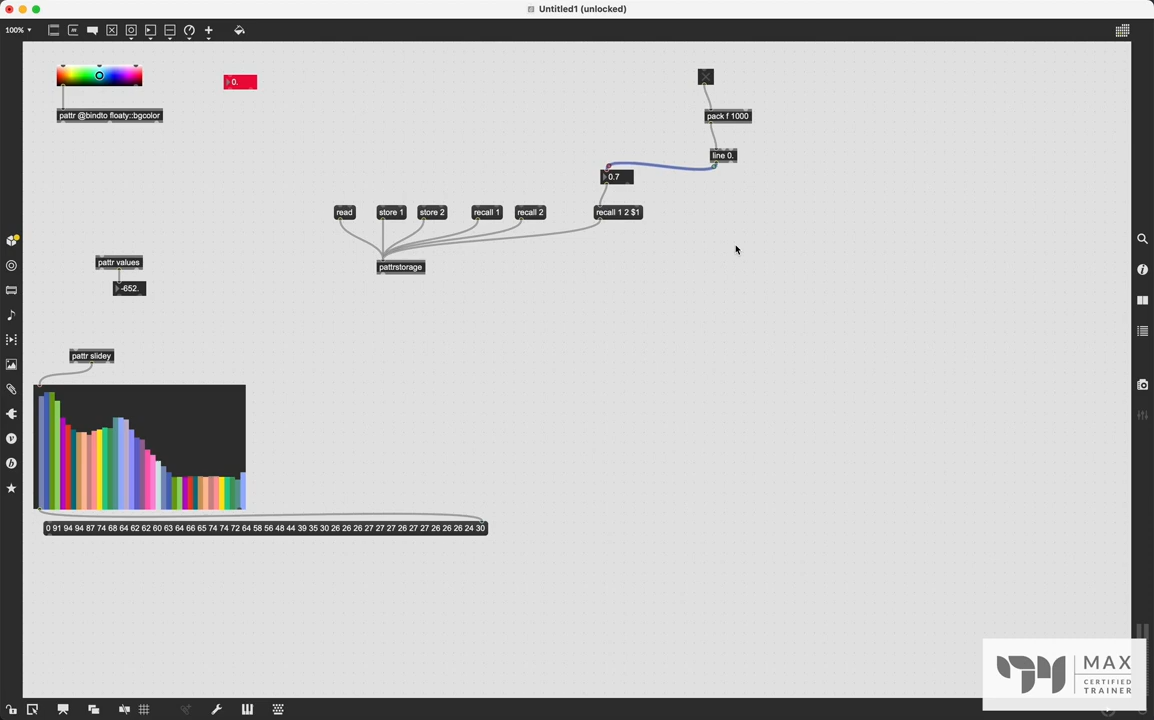 Untitled1 (unlocked)
100%
0.
pattr @bindto floaty::bgcolor
pack f 1000
line 0.
0.7
read
store 1
store 2
recall 1
recall 2
recall 1 2 $1
pattr values
pattrstorage
-652.
pattr slidey
0 91 94 94 87 74 68 64 62 62 60 63 64 66 65 74 74 72 64 58 56 48 44 39 35 30 26 26 26 27 27 27 26 27 27 26 26 26 24 30
MAX
CERTIFIED
TRAINER